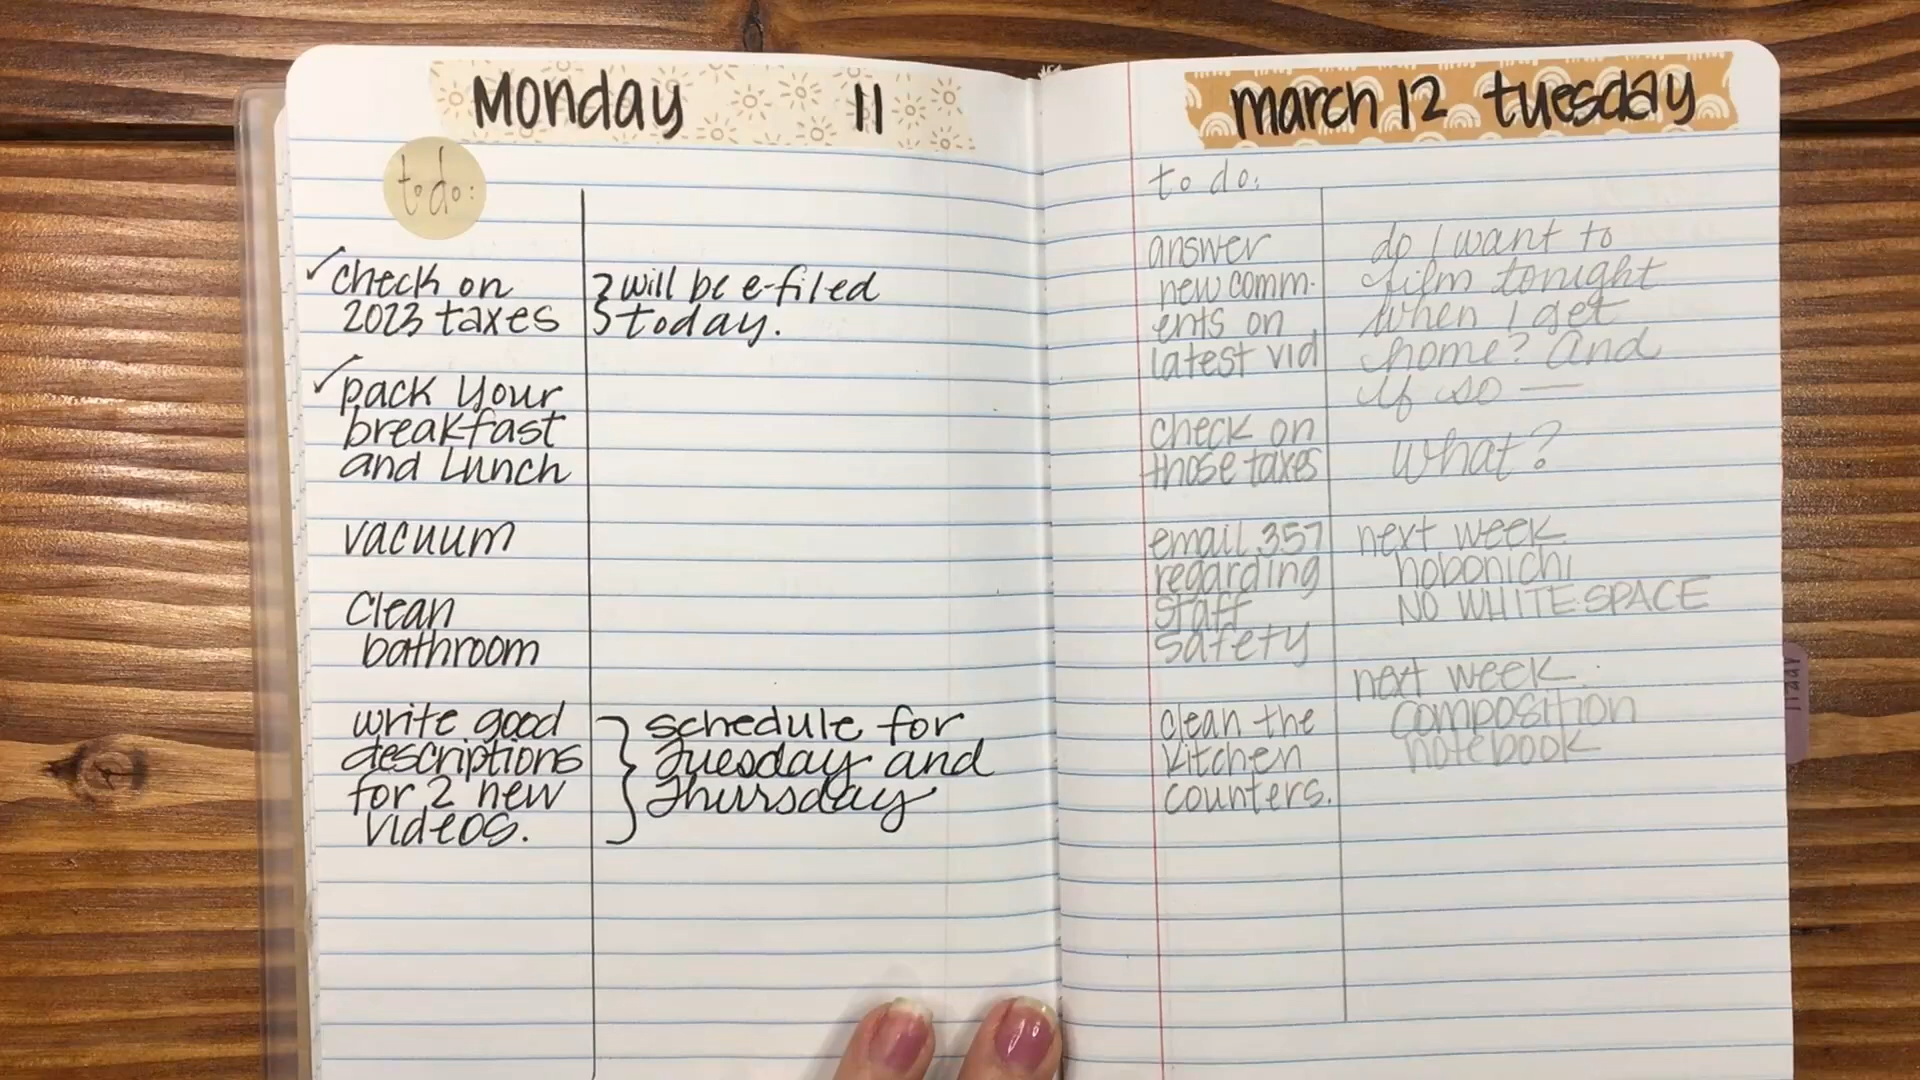 Monday 11
to do:
✓check on
2023 taxes
will be e-filed
today.
✓pack your
breakfast
and Lunch
vacuum
Clean
bathroom
write good
descriptions
for 2 new
videos.
schedule for
Tuesday and
Thursday
march 12 tuesday
to do:
answer
new comm-
ents on
latest vid
check on
those taxes
email 357
regarding
staff
safety
clean the
kitchen
counters.
do I want to
film tonight
when I get
home? And
if so —
what?
next week
hobonichi
NO WHITE SPACE
next week
composition
notebook
April